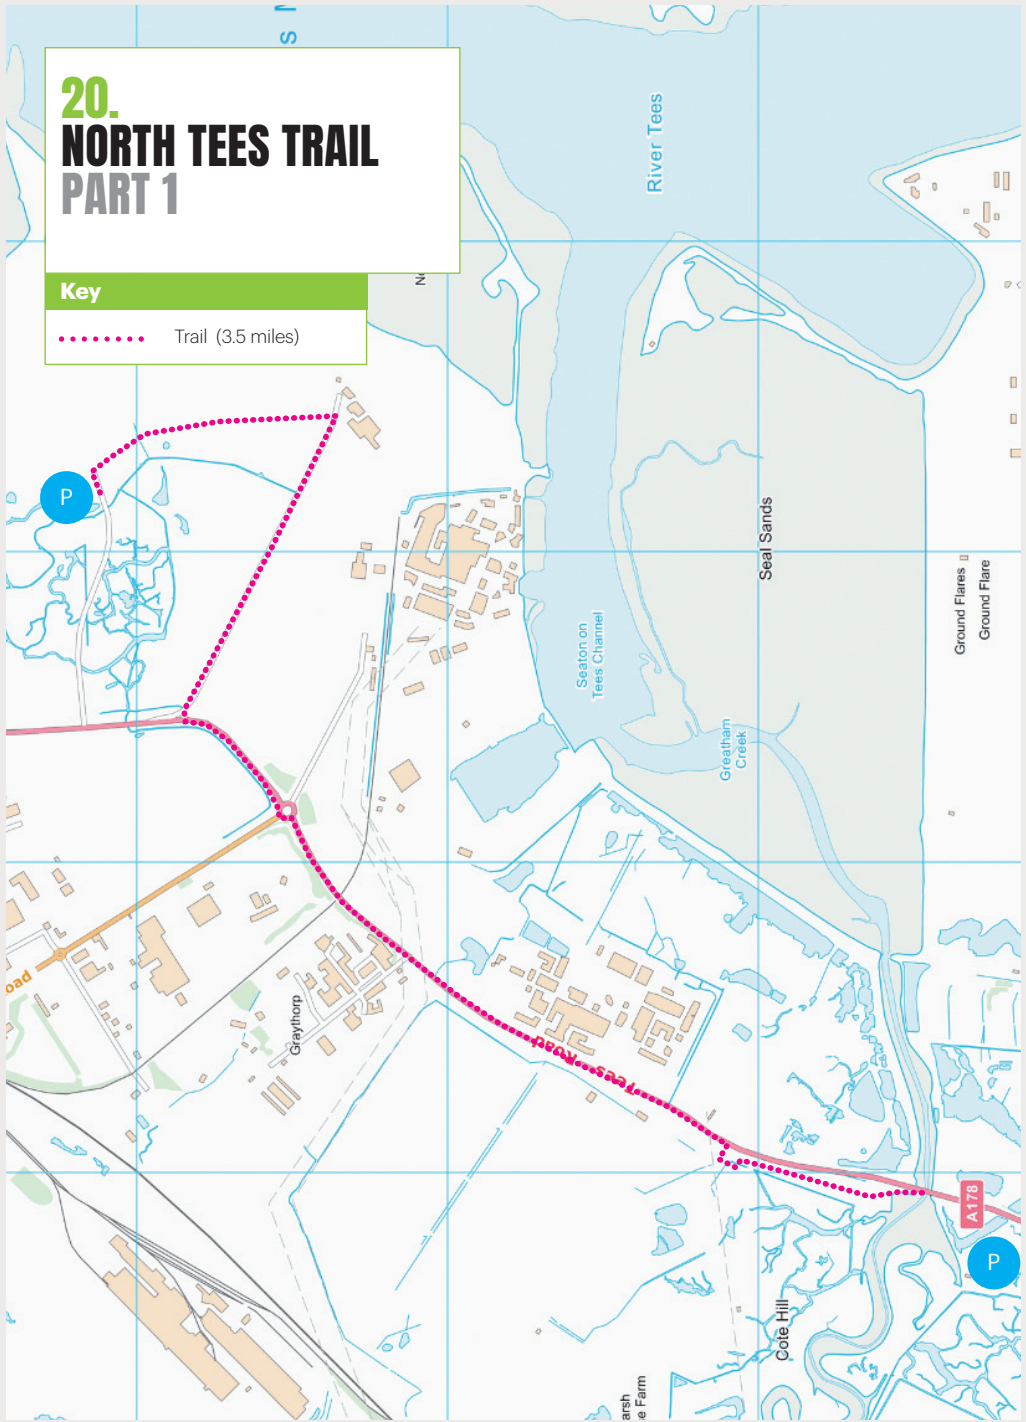 20.
NORTH TEES TRAIL
PART 1
Key
Trail (3.5 miles)
River Tees
Seal Sands
Ground Flares
Ground Flare
Seaton on
Tees Channel
Greatham
Creek
P
Graythorp
Tees Road
A178
P
Cote Hill